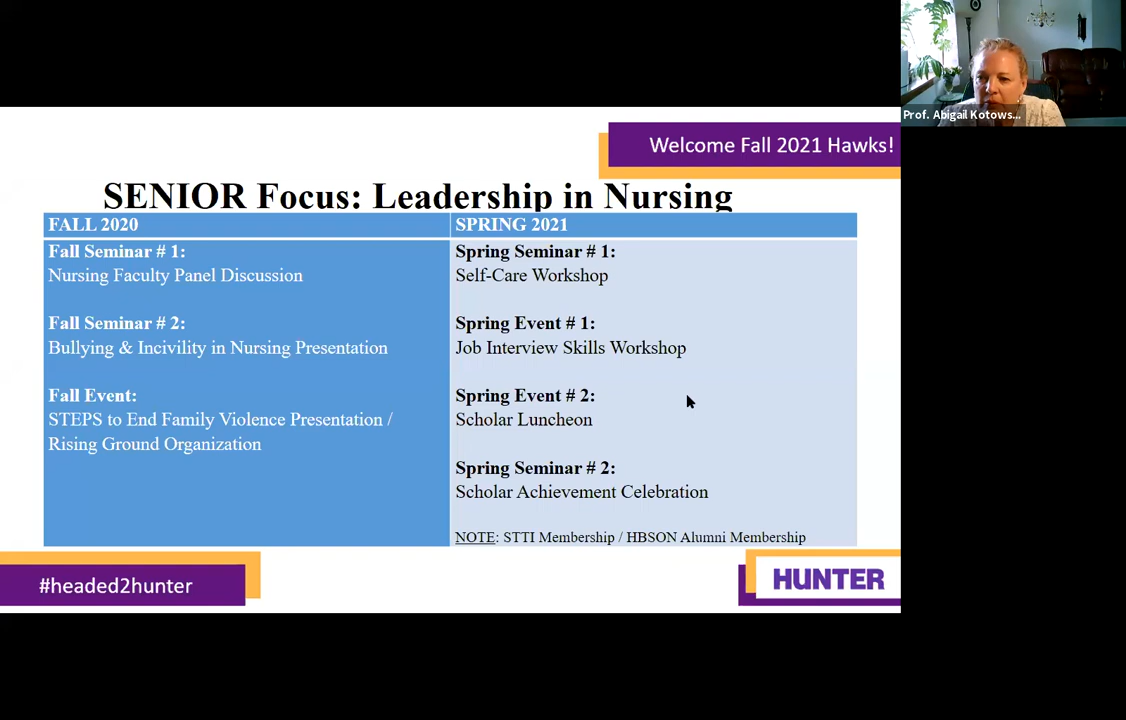 Prof. Abigail Kotows...
Welcome Fall 2021 Hawks!
SENIOR Focus: Leadership in Nursing
FALL 2020
Fall Seminar # 1:
Nursing Faculty Panel Discussion
Fall Seminar # 2:
Bullying & Incivility in Nursing Presentation
Fall Event:
STEPS to End Family Violence Presentation /
Rising Ground Organization
SPRING 2021
Spring Seminar # 1:
Self-Care Workshop
Spring Event # 1:
Job Interview Skills Workshop
Spring Event # 2:
Scholar Luncheon
Spring Seminar # 2:
Scholar Achievement Celebration
NOTE: STTI Membership / HBSON Alumni Membership
#headed2hunter
HUNTER